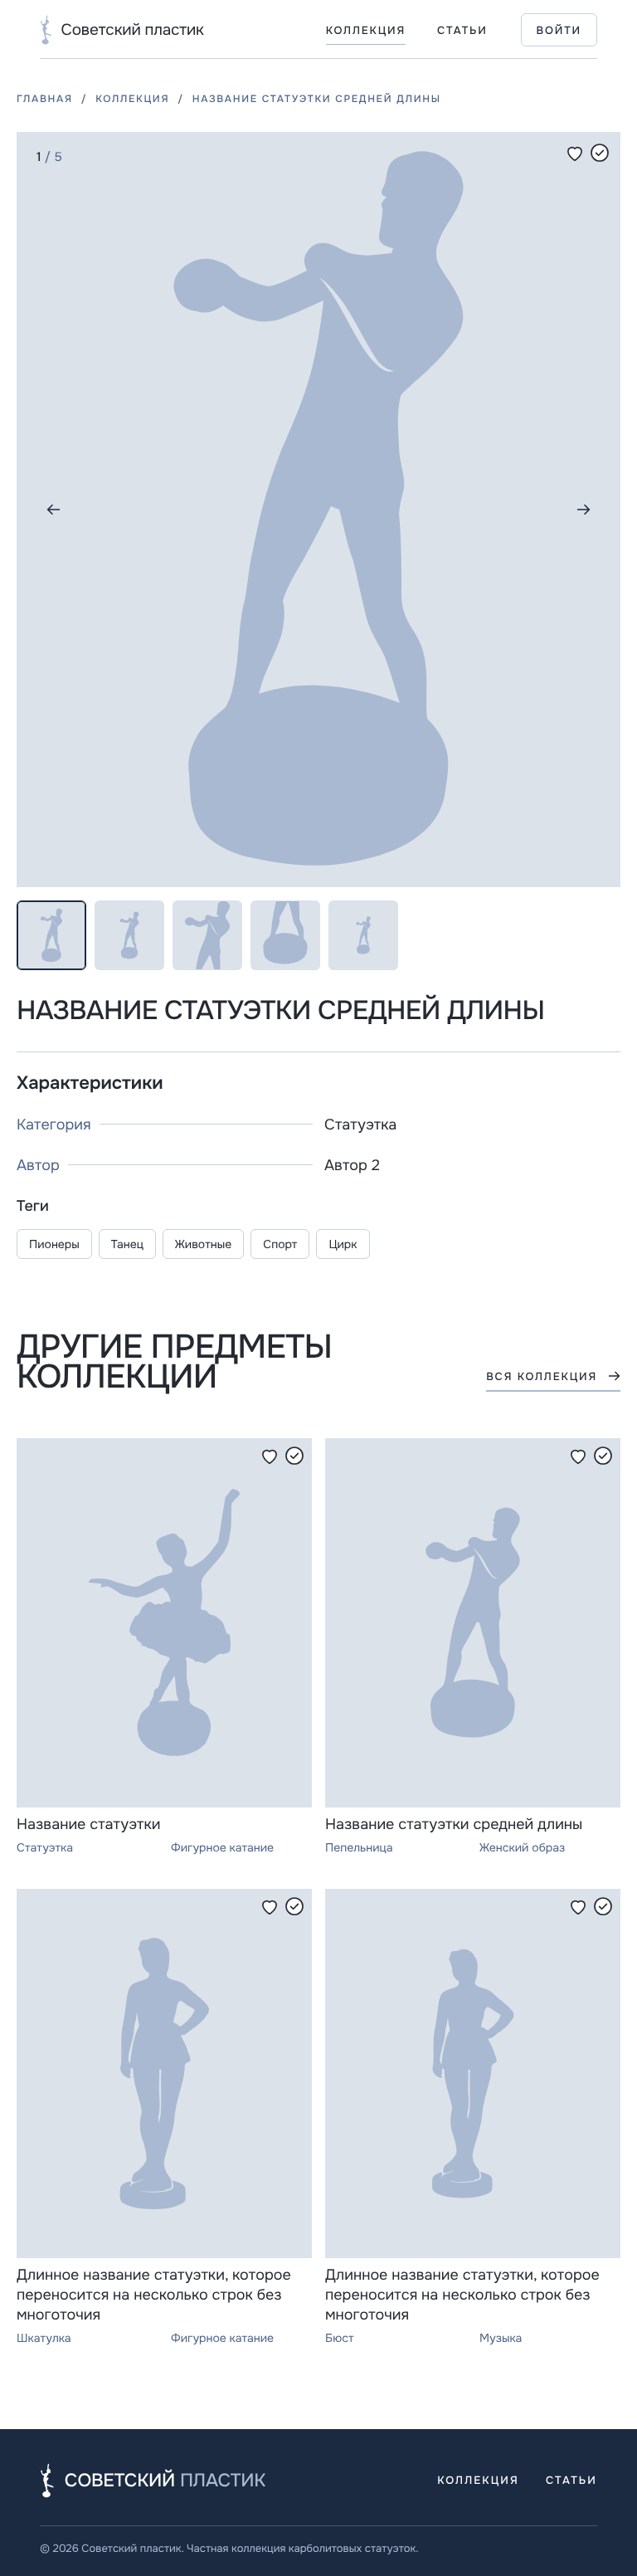 Советский пластик
КОЛЛЕКЦИЯ
СТАТЬИ
ВОЙТИ
ГЛАВНАЯ / КОЛЛЕКЦИЯ / НАЗВАНИЕ СТАТУЭТКИ СРЕДНЕЙ ДЛИНЫ
1 / 5
НАЗВАНИЕ СТАТУЭТКИ СРЕДНЕЙ ДЛИНЫ
Характеристики
Категория
Статуэтка
Автор
Автор 2
Теги
Пионеры
Танец
Животные
Спорт
Цирк
ДРУГИЕ ПРЕДМЕТЫ
КОЛЛЕКЦИИ
ВСЯ КОЛЛЕКЦИЯ
Название статуэтки
Статуэтка
Фигурное катание
Название статуэтки средней длины
Пепельница
Женский образ
Длинное название статуэтки, которое
переносится на несколько строк без
многоточия
Шкатулка
Фигурное катание
Длинное название статуэтки, которое
переносится на несколько строк без
многоточия
Бюст
Музыка
СОВЕТСКИЙ ПЛАСТИК
КОЛЛЕКЦИЯ
СТАТЬИ
© 2026 Советский пластик. Частная коллекция карболитовых статуэток.